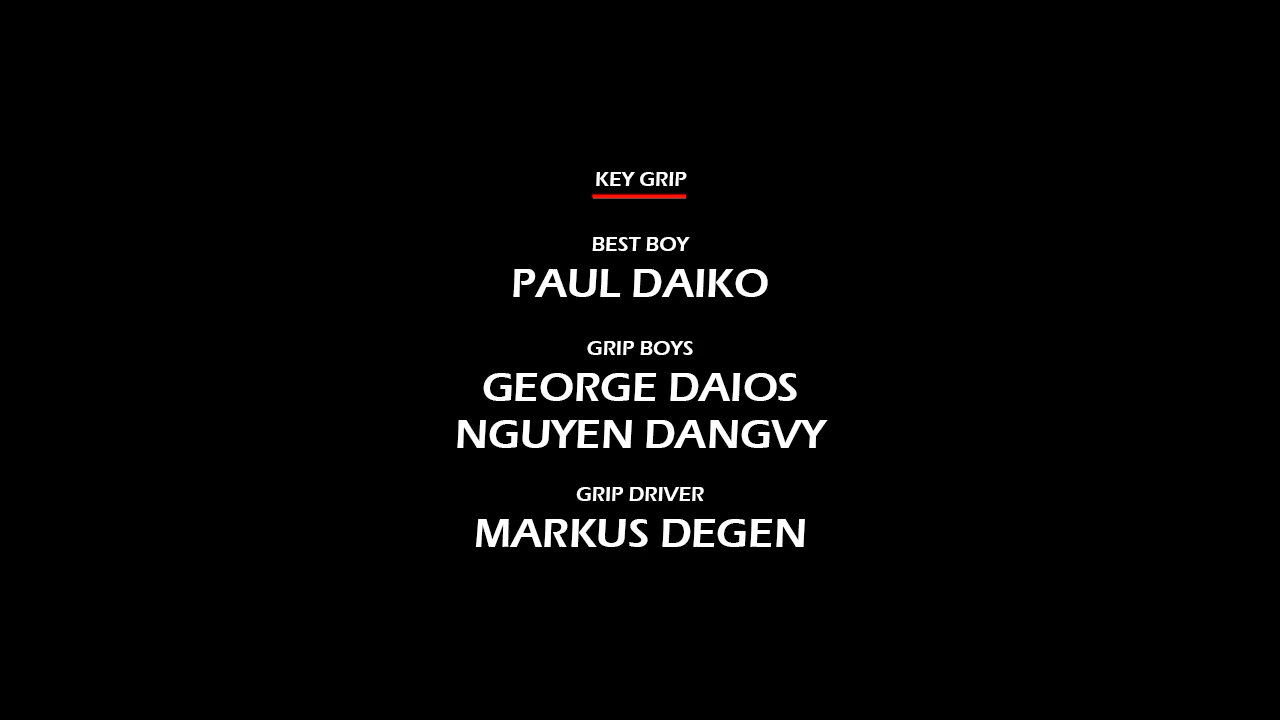 KEY GRIP
BEST BOY
PAUL DAIKO
GRIP BOYS
GEORGE DAIOS
NGUYEN DANGVY
GRIP DRIVER
MARKUS DEGEN